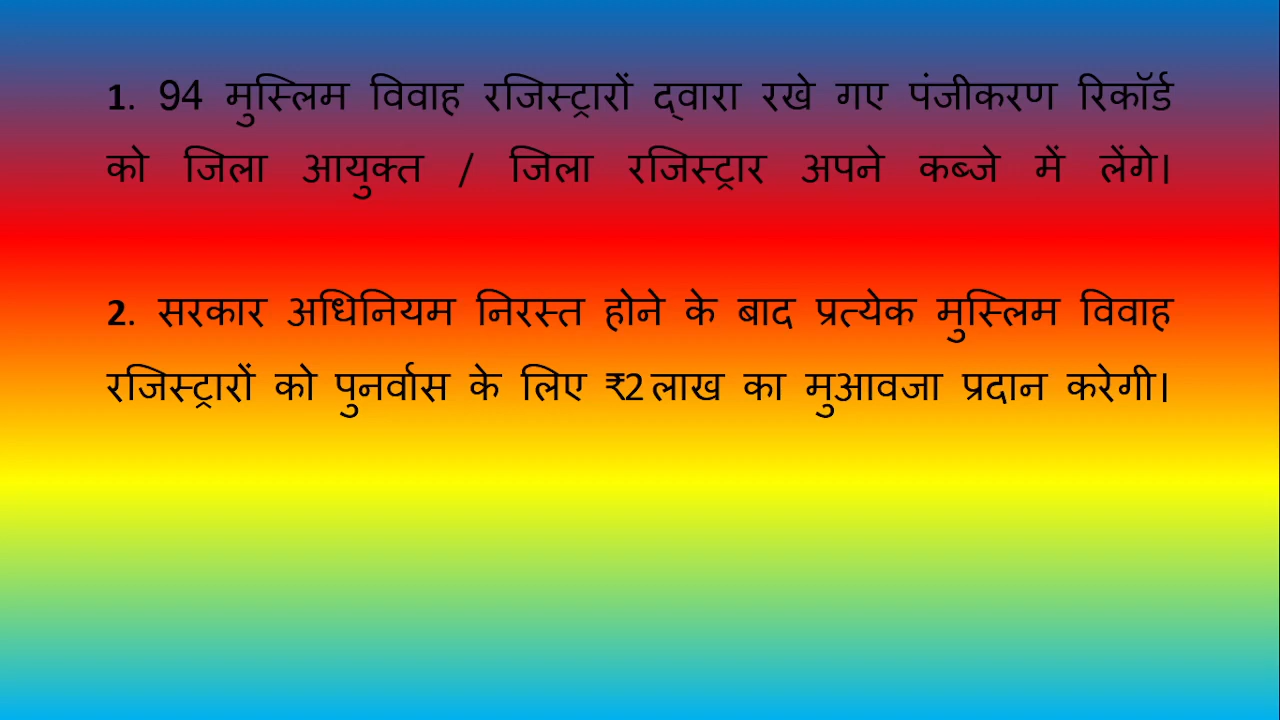 1. 94 मुस्लिम विवाह रजिस्ट्रारों द्वारा रखे गए पंजीकरण रिकॉर्ड
को जिला आयुक्त / जिला रजिस्ट्रार अपने कब्जे में लेंगे।
2. सरकार अधिनियम निरस्त होने के बाद प्रत्येक मुस्लिम विवाह
रजिस्ट्रारों को पुनर्वास के लिए ₹2 लाख का मुआवजा प्रदान करेगी।